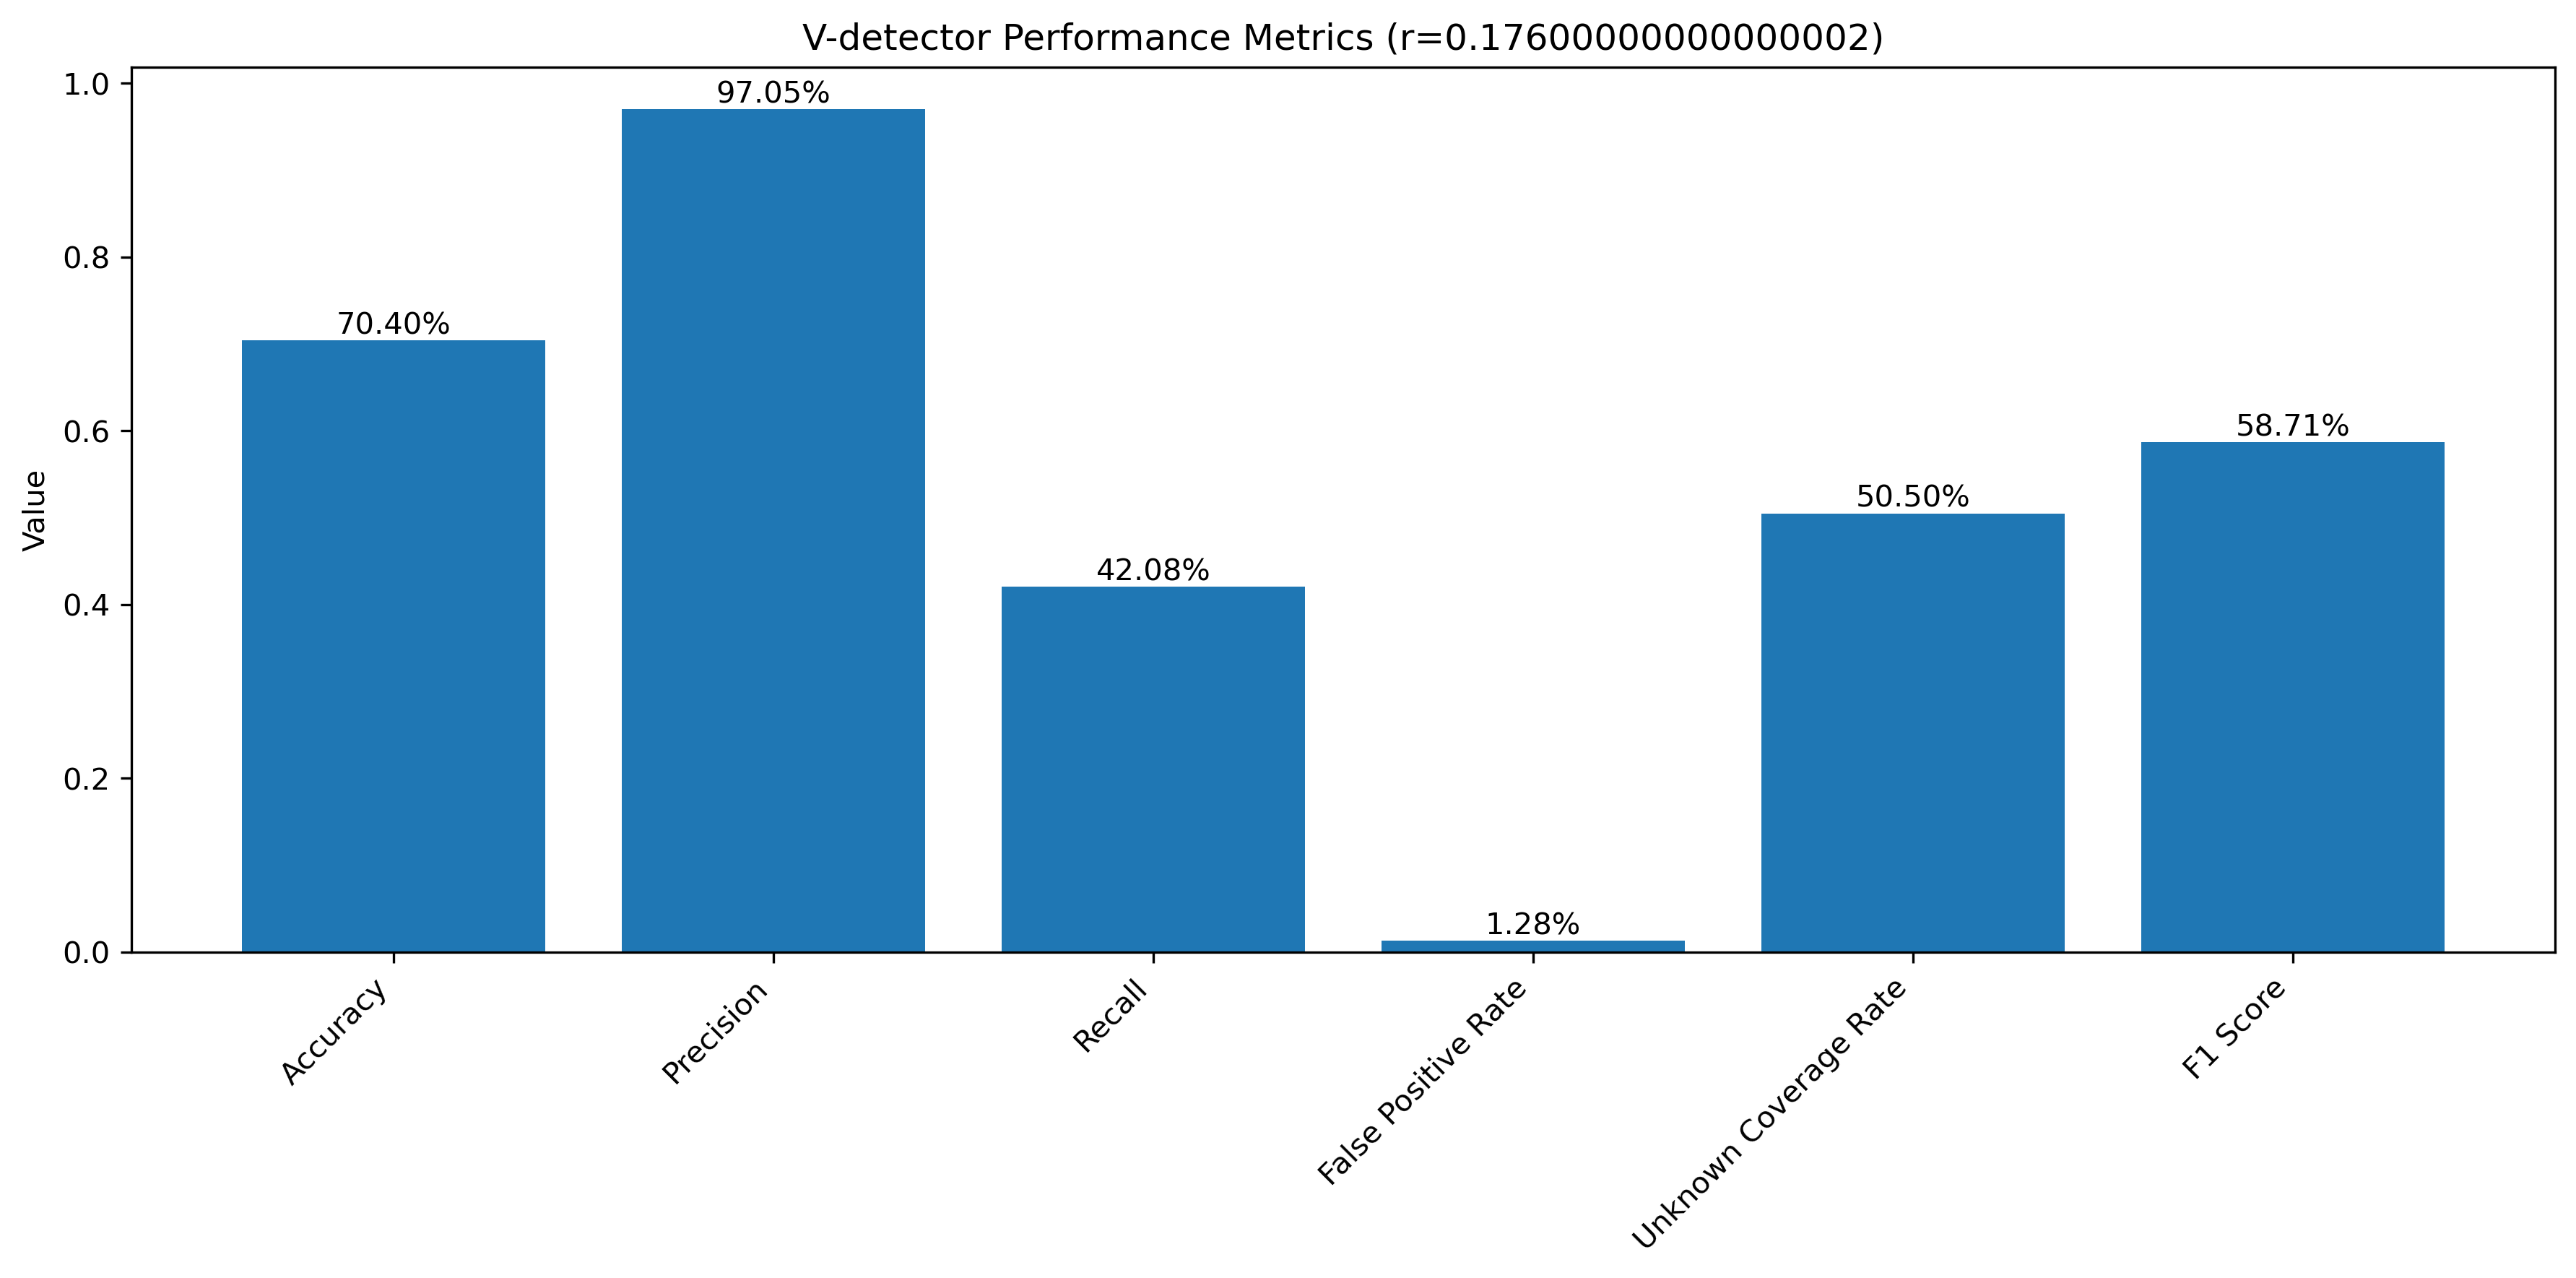 V-detector Performance Metrics (r=0.17600000000000002)
1.0
0.8
0.6
0.4
0.2
0.0
Value
70.40%
97.05%
42.08%
1.28%
50.50%
58.71%
Accuracy
Precision
Recall
False Positive Rate
Unknown Coverage Rate
F1 Score